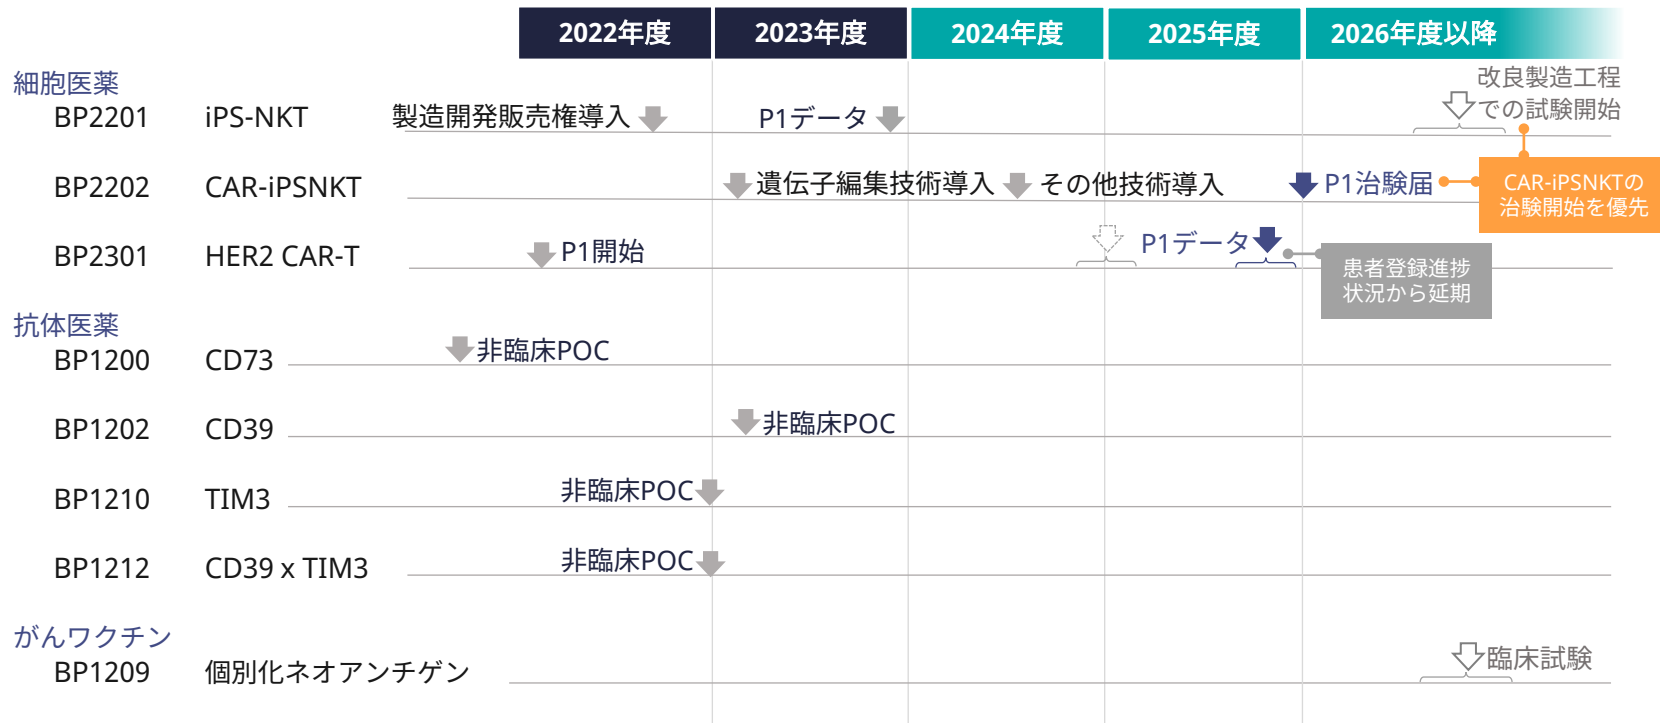 2022年度 2023年度 2024年度 2025年度 2026年度以降
細胞医薬
改良製造工程
での試験開始
BP2201 iPS-NKT 製造開発販売権導入 P1データ
BP2202 CAR-iPSNKT 遺伝子編集技術導入 その他技術導入 P1治験届
CAR-iPSNKTの
治験開始を優先
BP2301 HER2 CAR-T P1開始 P1データ
患者登録進捗
状況から延期
抗体医薬
BP1200 CD73 非臨床POC
BP1202 CD39 非臨床POC
BP1210 TIM3 非臨床POC
BP1212 CD39 x TIM3 非臨床POC
がんワクチン
BP1209 個別化ネオアンチゲン 臨床試験